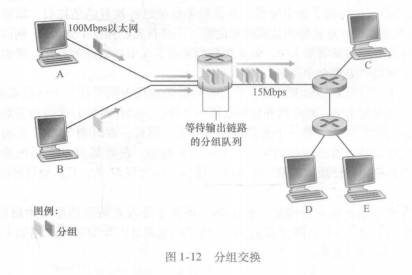 100Mbps以太网
A
C
15Mbps
等待输出链路
的分组队列
B
D
E
图例:
分组
图 1-12 分组交换